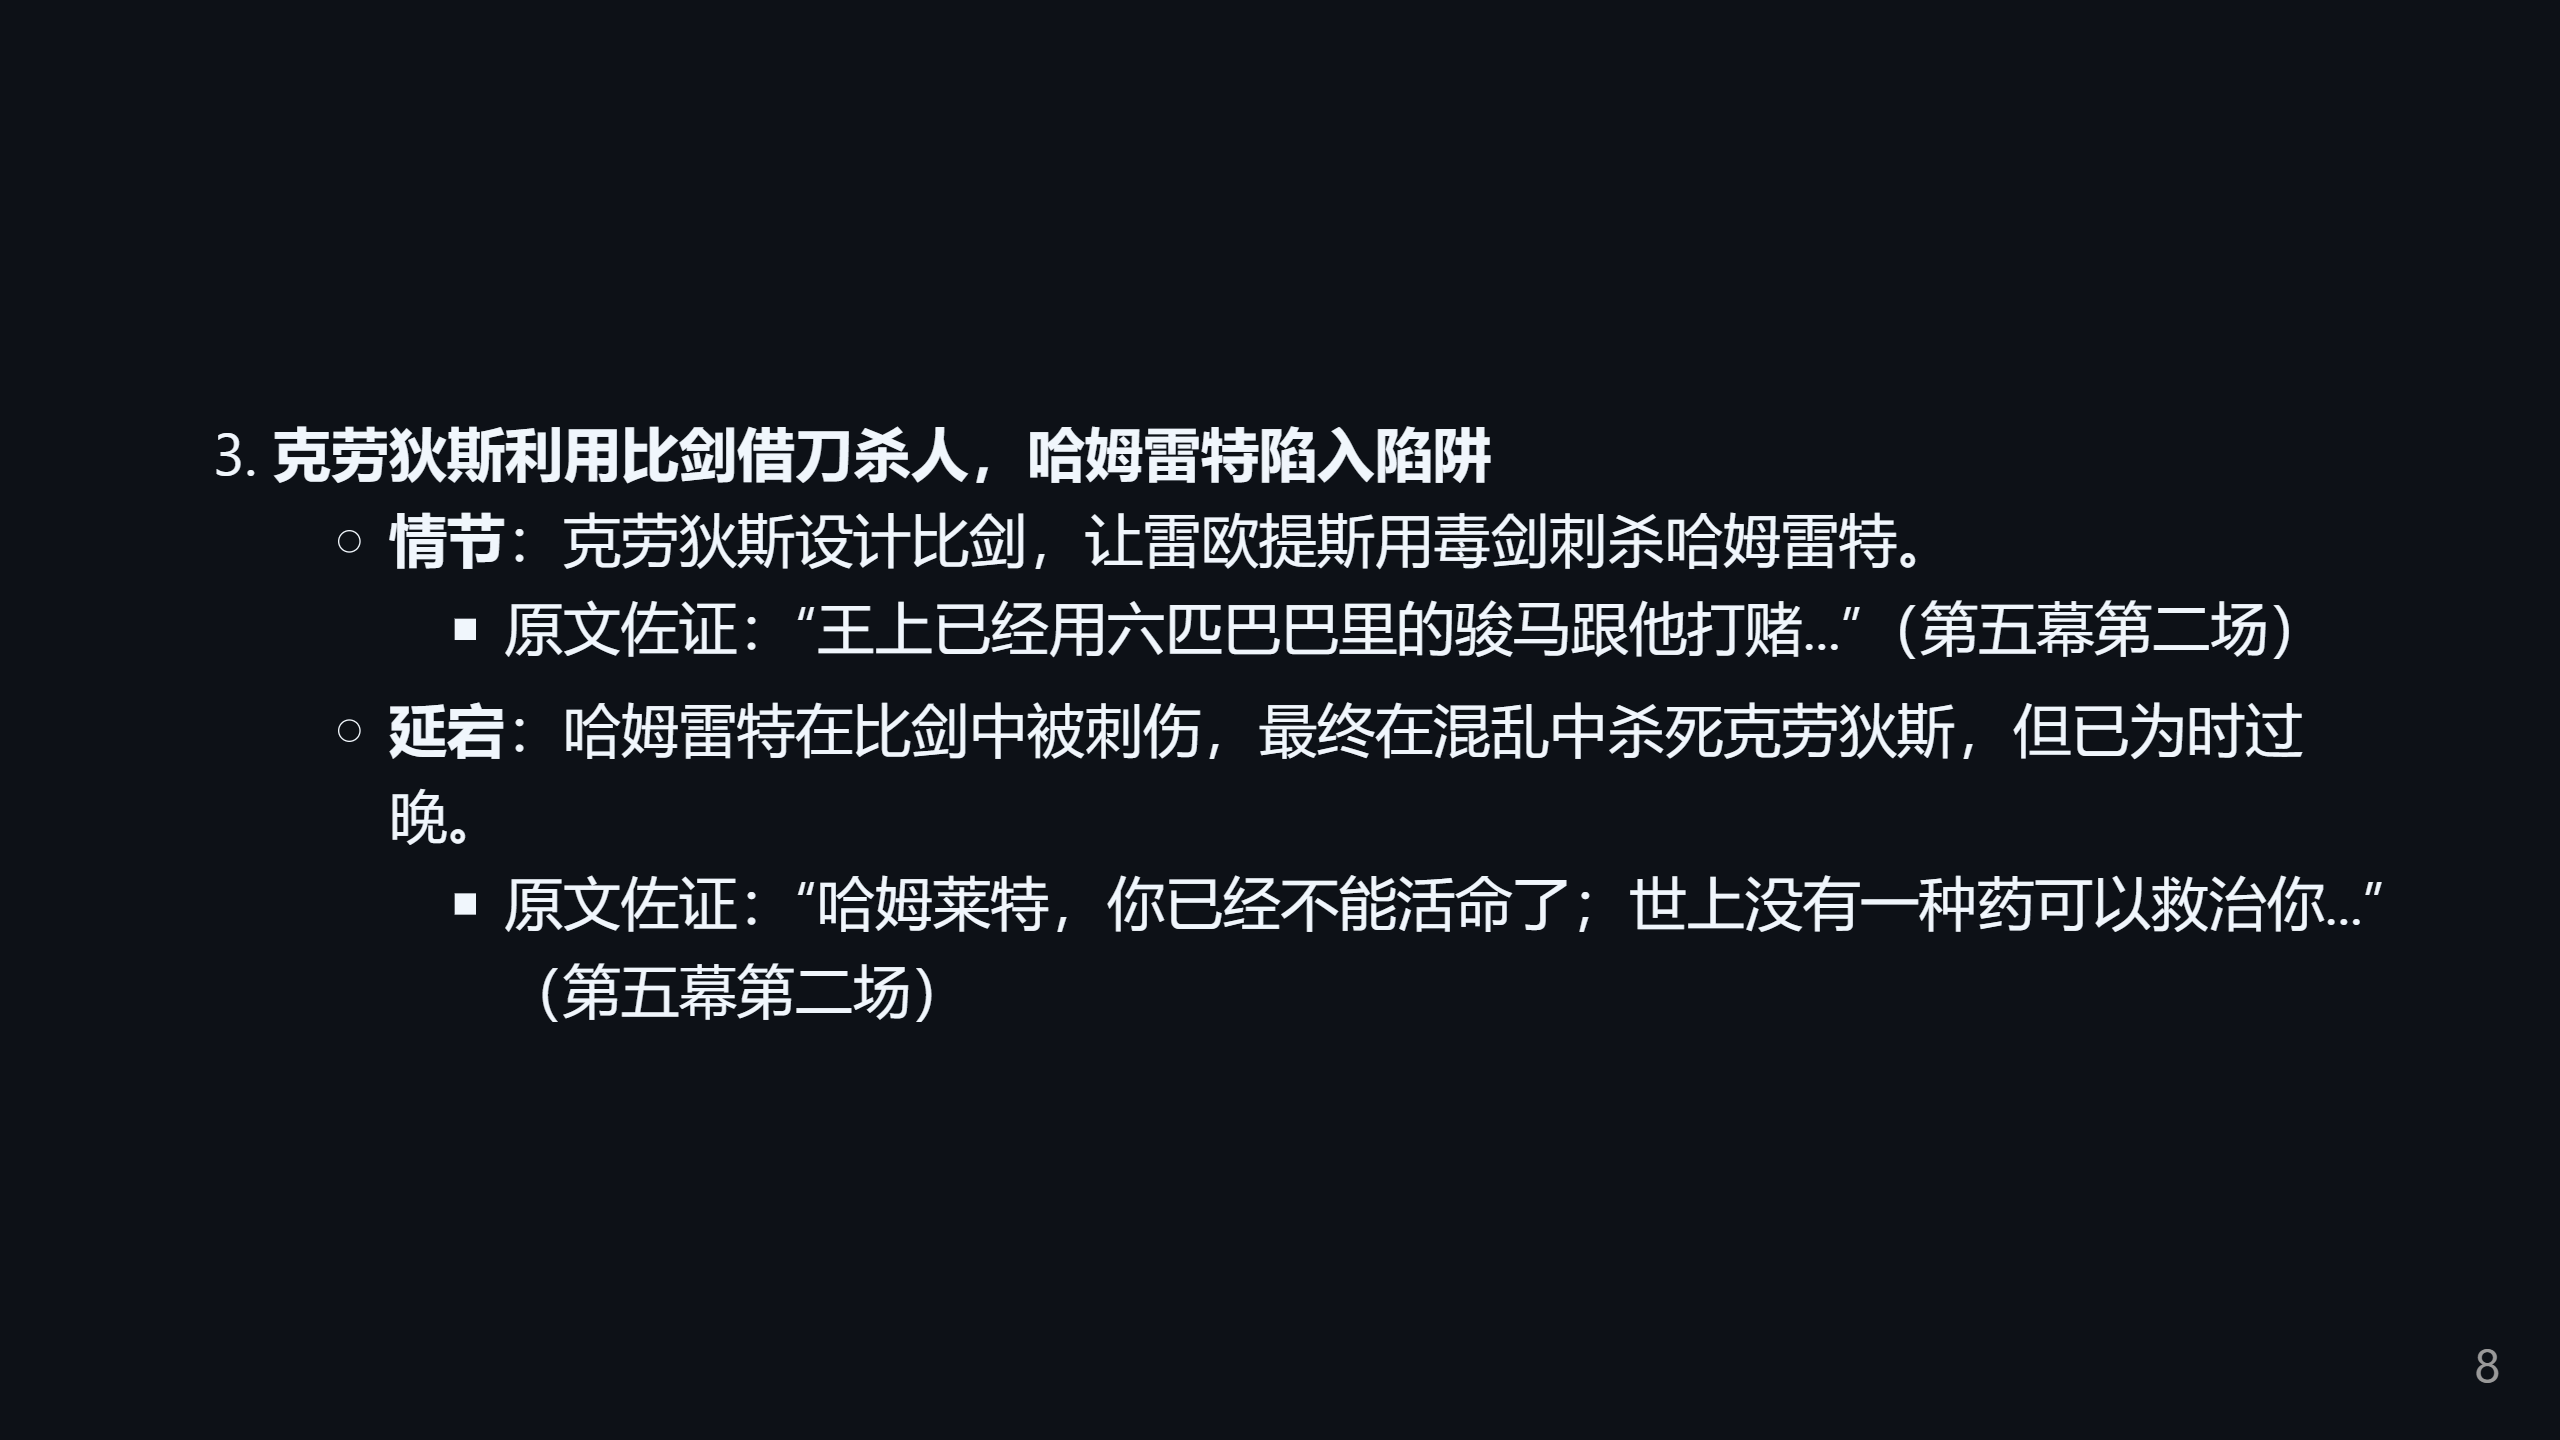 3. 克劳狄斯利用比剑借刀杀人，哈姆雷特陷入陷阱
○ 情节：克劳狄斯设计比剑，让雷欧提斯用毒剑刺杀哈姆雷特。
■ 原文佐证：“王上已经用六匹巴巴里的骏马跟他打赌...”（第五幕第二场）
○ 延宕：哈姆雷特在比剑中被刺伤，最终在混乱中杀死克劳狄斯，但已为时过
晚。
■ 原文佐证：“哈姆莱特，你已经不能活命了；世上没有一种药可以救治你...”
（第五幕第二场）
8